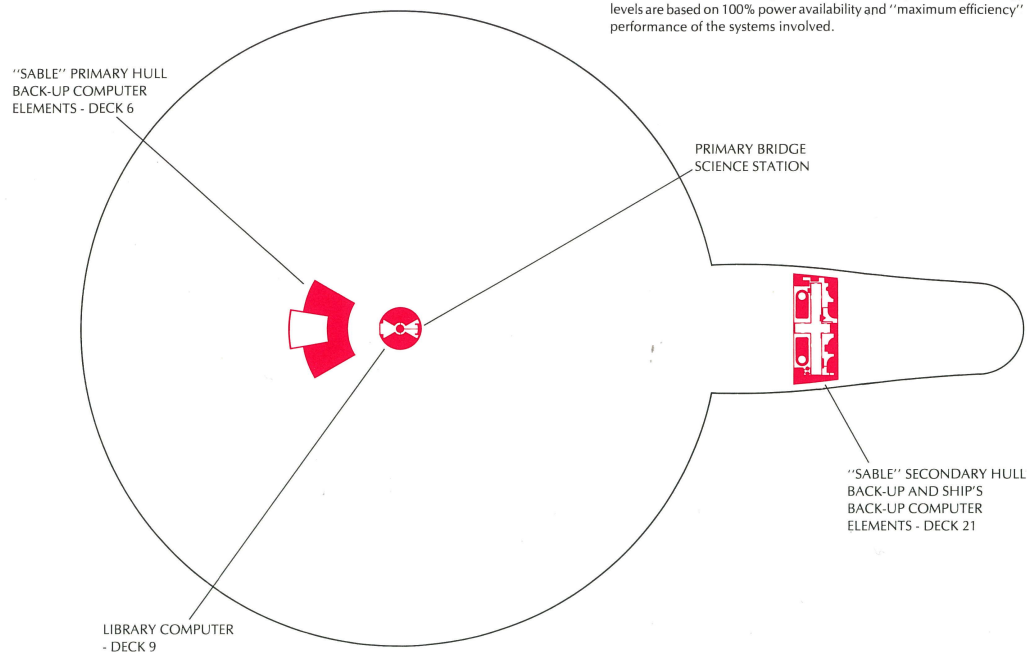 levels are based on 100% power availability and ''maximum efficiency''
performance of the systems involved.
''SABLE'' PRIMARY HULL
BACK-UP COMPUTER
ELEMENTS - DECK 6
PRIMARY BRIDGE
SCIENCE STATION
''SABLE'' SECONDARY HULL
BACK-UP AND SHIP'S
BACK-UP COMPUTER
ELEMENTS - DECK 21
LIBRARY COMPUTER
- DECK 9